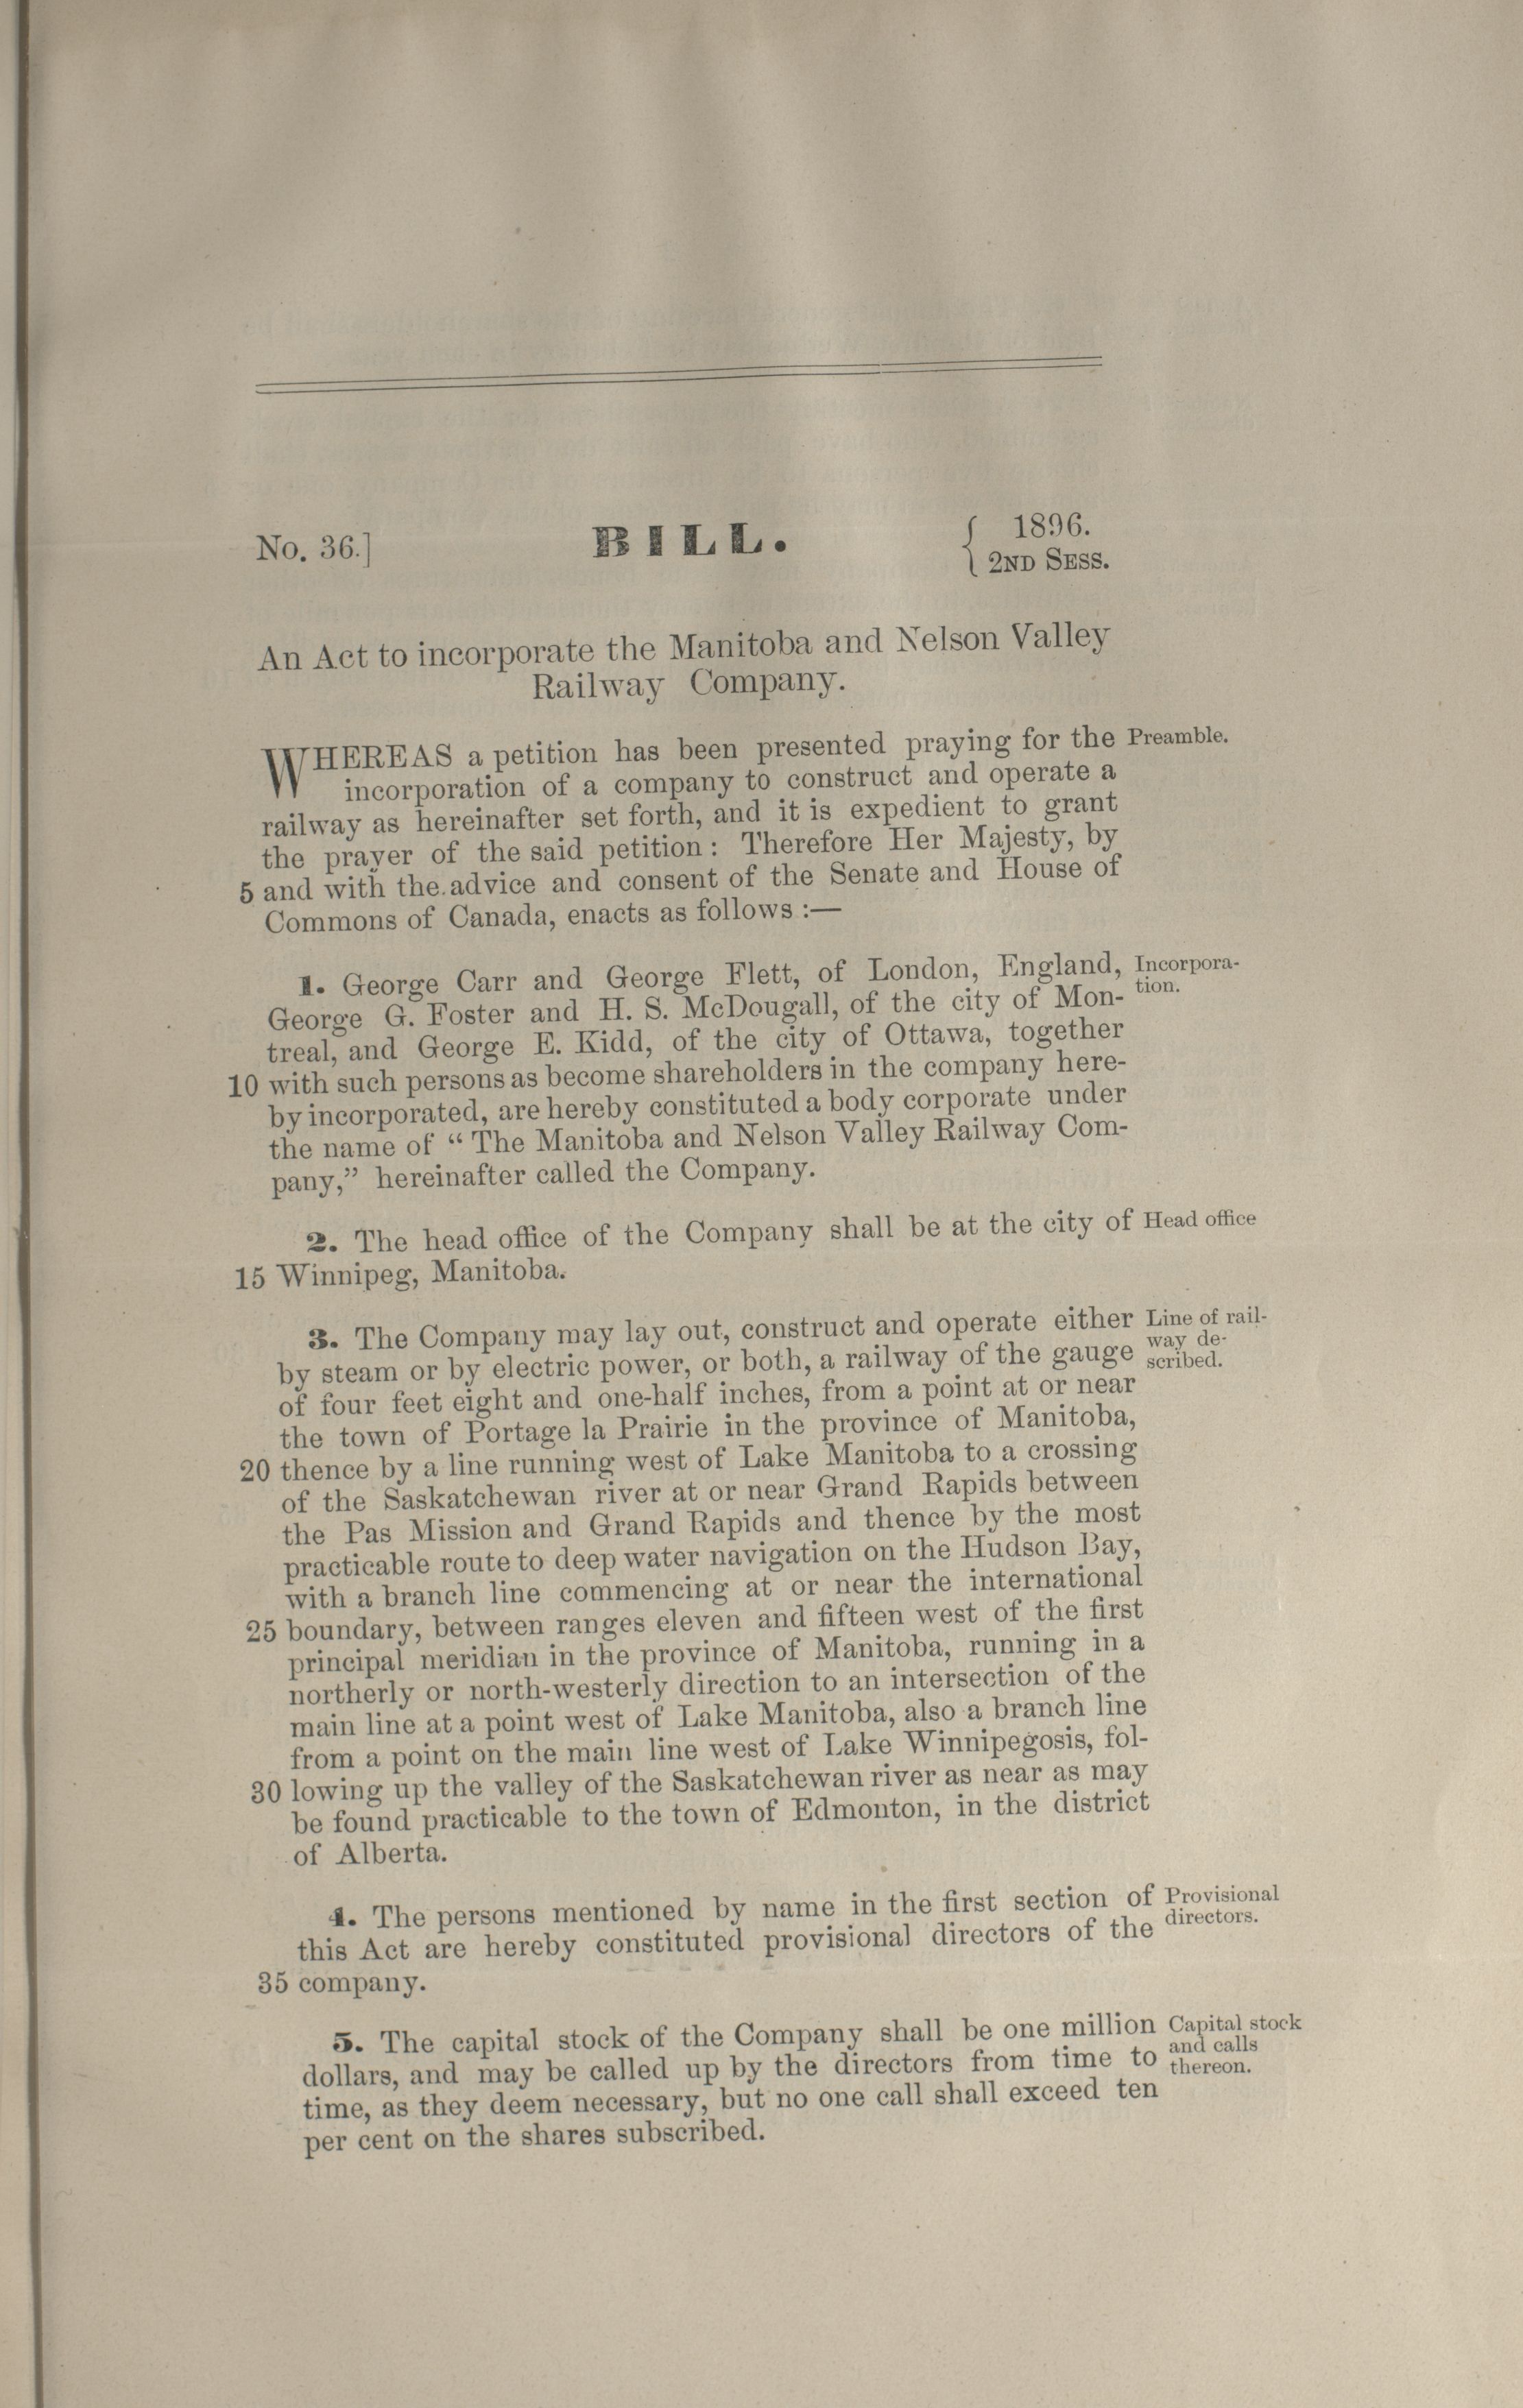 No. 36.]
BILL.
{ 1896.
2ND SESS.
An Act to incorporate the Manitoba and Nelson Valley
Railway Company.
WHEREAS a petition has been presented praying for the Preamble.
incorporation of a company to construct and operate a
railway as hereinafter set forth, and it is expedient to grant
the prayer of the said petition: Therefore Her Majesty, by
5 and with the advice and consent of the Senate and House of
Commons of Canada, enacts as follows :—
1. George Carr and George Flett, of London, England, Incorpora-
George G. Foster and H. S. McDougall, of the city of Mon- tion.
treal, and George E. Kidd, of the city of Ottawa, together
10 with such persons as become shareholders in the company here-
by incorporated, are hereby constituted a body corporate under
the name of “ The Manitoba and Nelson Valley Railway Com-
pany,” hereinafter called the Company.
2. The head office of the Company shall be at the city of Head office
15 Winnipeg, Manitoba.
3. The Company may lay out, construct and operate either Line of rail-
by steam or by electric power, or both, a railway of the gauge way de-
scribed.
of four feet eight and one-half inches, from a point at or near
the town of Portage la Prairie in the province of Manitoba,
20 thence by a line running west of Lake Manitoba to a crossing
of the Saskatchewan river at or near Grand Rapids between
the Pas Mission and Grand Rapids and thence by the most
practicable route to deep water navigation on the Hudson Bay,
with a branch line commencing at or near the international
25 boundary, between ranges eleven and fifteen west of the first
principal meridian in the province of Manitoba, running in a
northerly or north-westerly direction to an intersection of the
main line at a point west of Lake Manitoba, also a branch line
from a point on the main line west of Lake Winnipegosis, fol-
30 lowing up the valley of the Saskatchewan river as near as may
be found practicable to the town of Edmonton, in the district
of Alberta.
4. The persons mentioned by name in the first section of Provisional
this Act are hereby constituted provisional directors of the directors.
35 company.
5. The capital stock of the Company shall be one million Capital stock
dollars, and may be called up by the directors from time to and calls
thereon.
time, as they deem necessary, but no one call shall exceed ten
per cent on the shares subscribed.